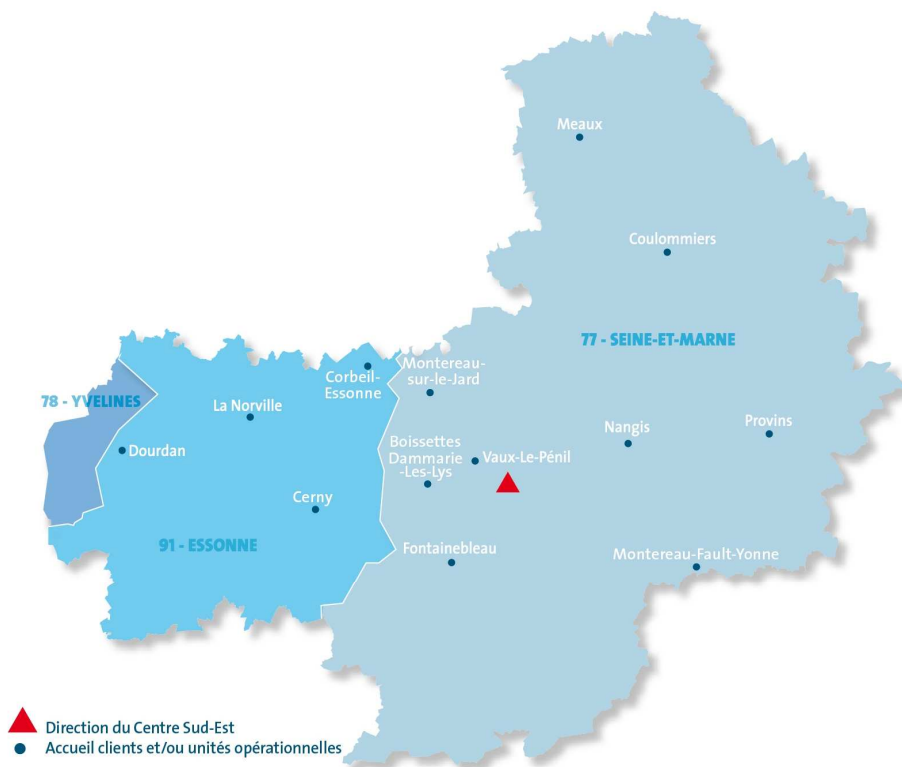 Meaux
Coulommiers
77 - SEINE-ET-MARNE
Corbeil-
Essonne
Montereau-
sur-le-Jard
78 - YVELINES
La Norville
Dourdan
Boissettes
Dammarie
-Les-Lys
Vaux-Le-Pénil
Nangis
Provins
Cerny
91 - ESSONNE
Fontainebleau
Montereau-Fault-Yonne
Direction du Centre Sud-Est
Accueil clients et/ou unités opérationnelles